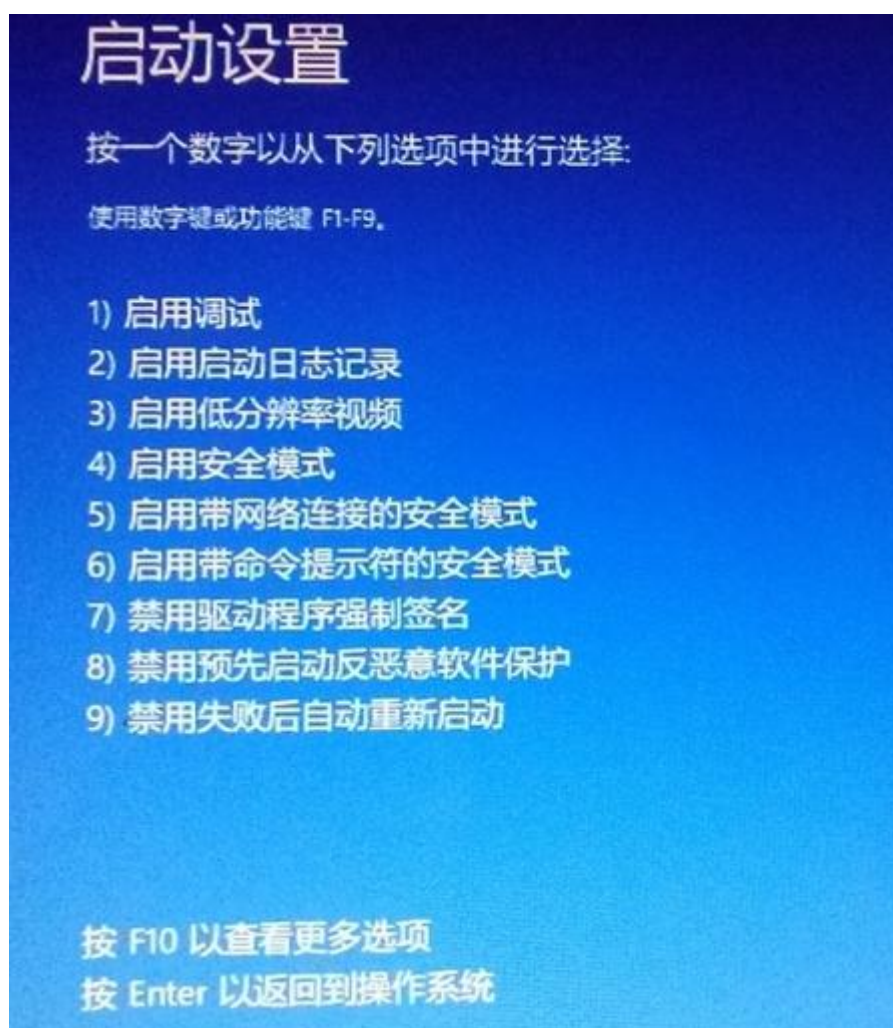 启动设置
按一个数字以从下列选项中进行选择:
使用数字键或功能键 F1-F9。
1) 启用调试
2) 启用启动日志记录
3) 启用低分辨率视频
4) 启用安全模式
5) 启用带网络连接的安全模式
6) 启用带命令提示符的安全模式
7) 禁用驱动程序强制签名
8) 禁用预先启动反恶意软件保护
9) 禁用失败后自动重新启动
按 F10 以查看更多选项
按 Enter 以返回到操作系统